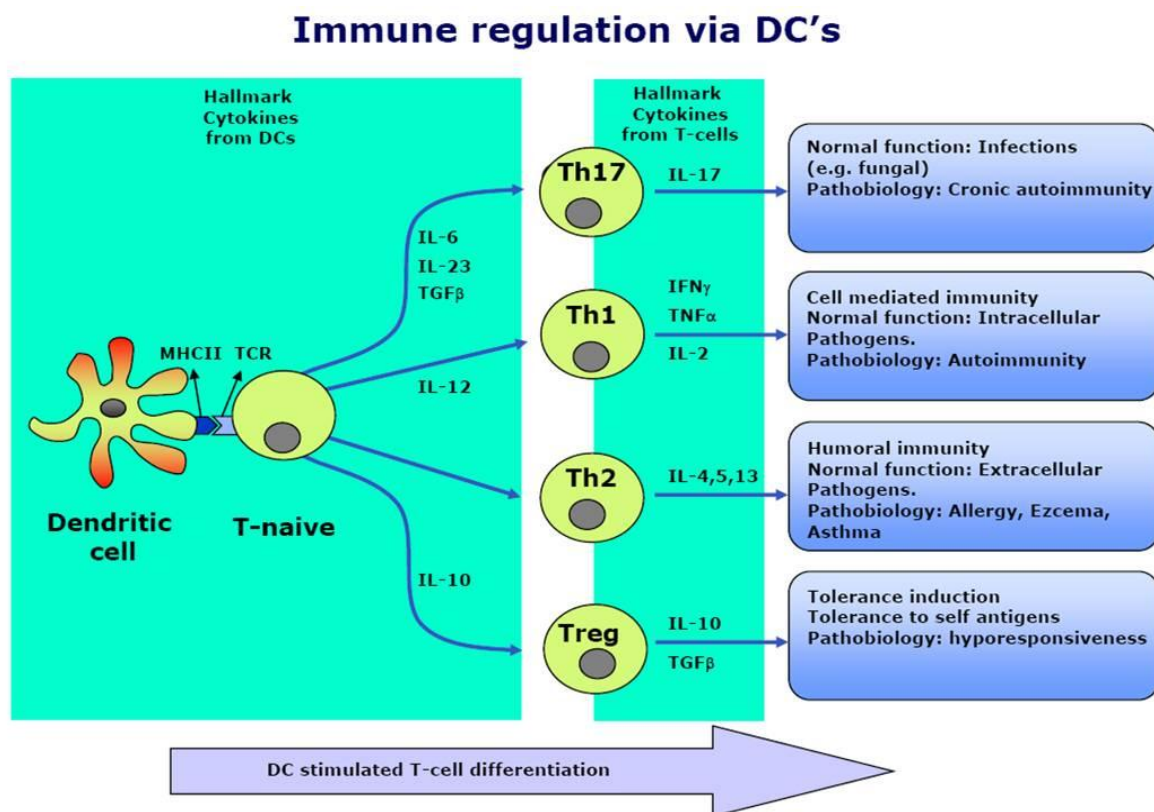 Immune regulation via DC's
Hallmark
Cytokines
from DCs
Hallmark
Cytokines
from T-cells
MHCII
TCR
Dendritic
cell
T-naive
IL-6
IL-23
TGFβ
IL-12
IL-10
Th17
IL-17
Normal function: Infections
(e.g. fungal)
Pathobiology: Cronic autoimmunity
Th1
IFNγ
TNFα
IL-2
Cell mediated immunity
Normal function: Intracellular
Pathogens.
Pathobiology: Autoimmunity
Th2
IL-4,5,13
Humoral immunity
Normal function: Extracellular
Pathogens.
Pathobiology: Allergy, Ezcema,
Asthma
Treg
IL-10
TGFβ
Tolerance induction
Tolerance to self antigens
Pathobiology: hyporesponsiveness
DC stimulated T-cell differentiation